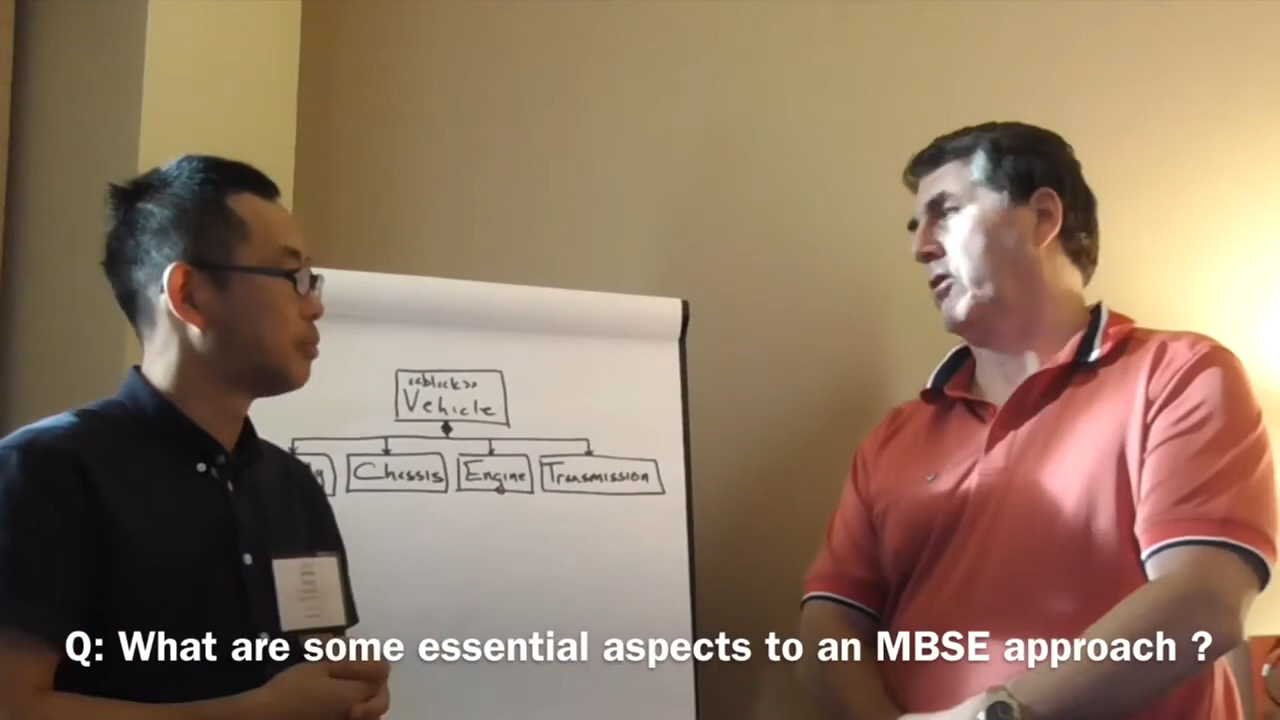 «block»
Vehicle
Chassis Engine Transmission
Q: What are some essential aspects to an MBSE approach ?